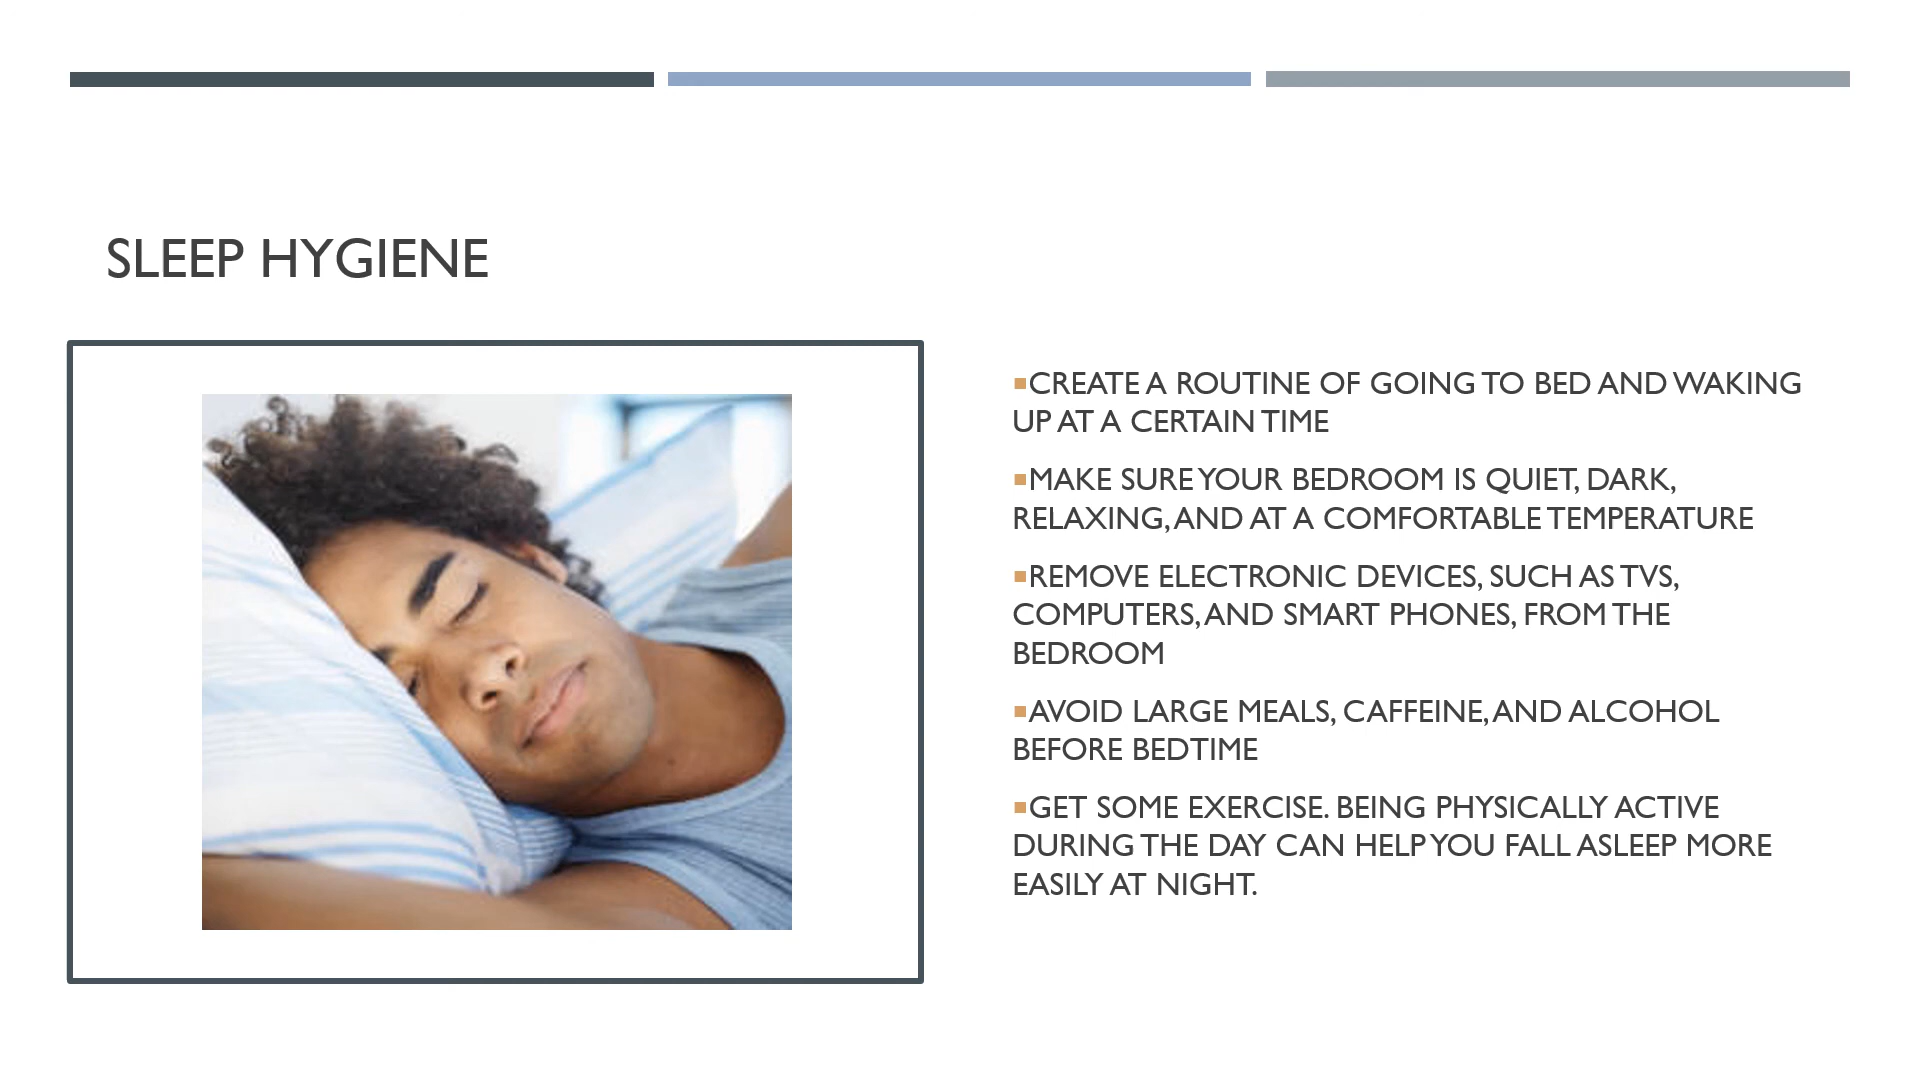 SLEEP HYGIENE
▪CREATE A ROUTINE OF GOING TO BED AND WAKING
UP AT A CERTAIN TIME
▪MAKE SURE YOUR BEDROOM IS QUIET, DARK,
RELAXING, AND AT A COMFORTABLE TEMPERATURE
▪REMOVE ELECTRONIC DEVICES, SUCH AS TVS,
COMPUTERS, AND SMART PHONES, FROM THE
BEDROOM
▪AVOID LARGE MEALS, CAFFEINE, AND ALCOHOL
BEFORE BEDTIME
▪GET SOME EXERCISE. BEING PHYSICALLY ACTIVE
DURING THE DAY CAN HELP YOU FALL ASLEEP MORE
EASILY AT NIGHT.